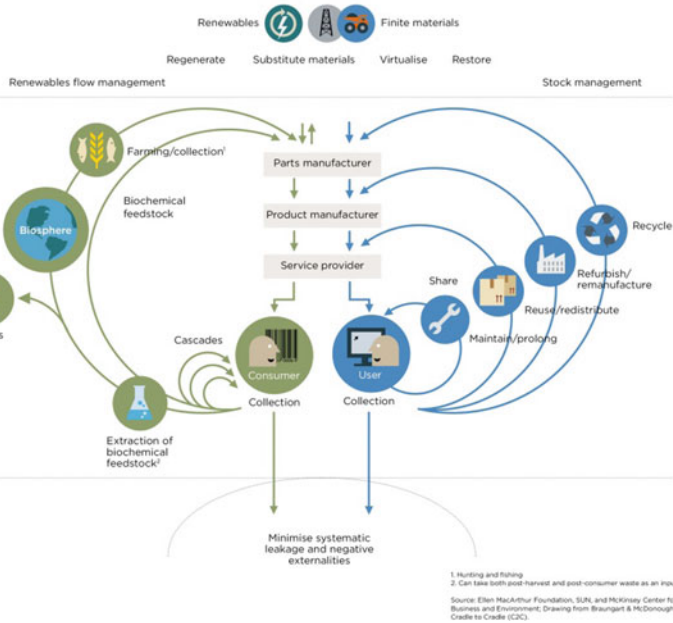 Renewables
Finite materials
Regenerate
Substitute materials
Virtualise
Restore
Renewables flow management
Stock management
Farming/collection¹
Parts manufacturer
Biochemical
feedstock
Product manufacturer
Biosphere
Recycle
Service provider
Share
Refurbish/
remanufacture
Reuse/redistribute
s
Cascades
Maintain/prolong
Consumer
User
Collection
Collection
Extraction of
biochemical
feedstock²
Minimise systematic
leakage and negative
externalities
1. Hunting and fishing
2. Can take both post-harvest and post-consumer waste as an inpu
Source: Ellen MacArthur Foundation, SUN, and McKinsey Center fo
Business and Environment; Drawing from Braungart & McDonough
Cradle to Cradle (C2C).